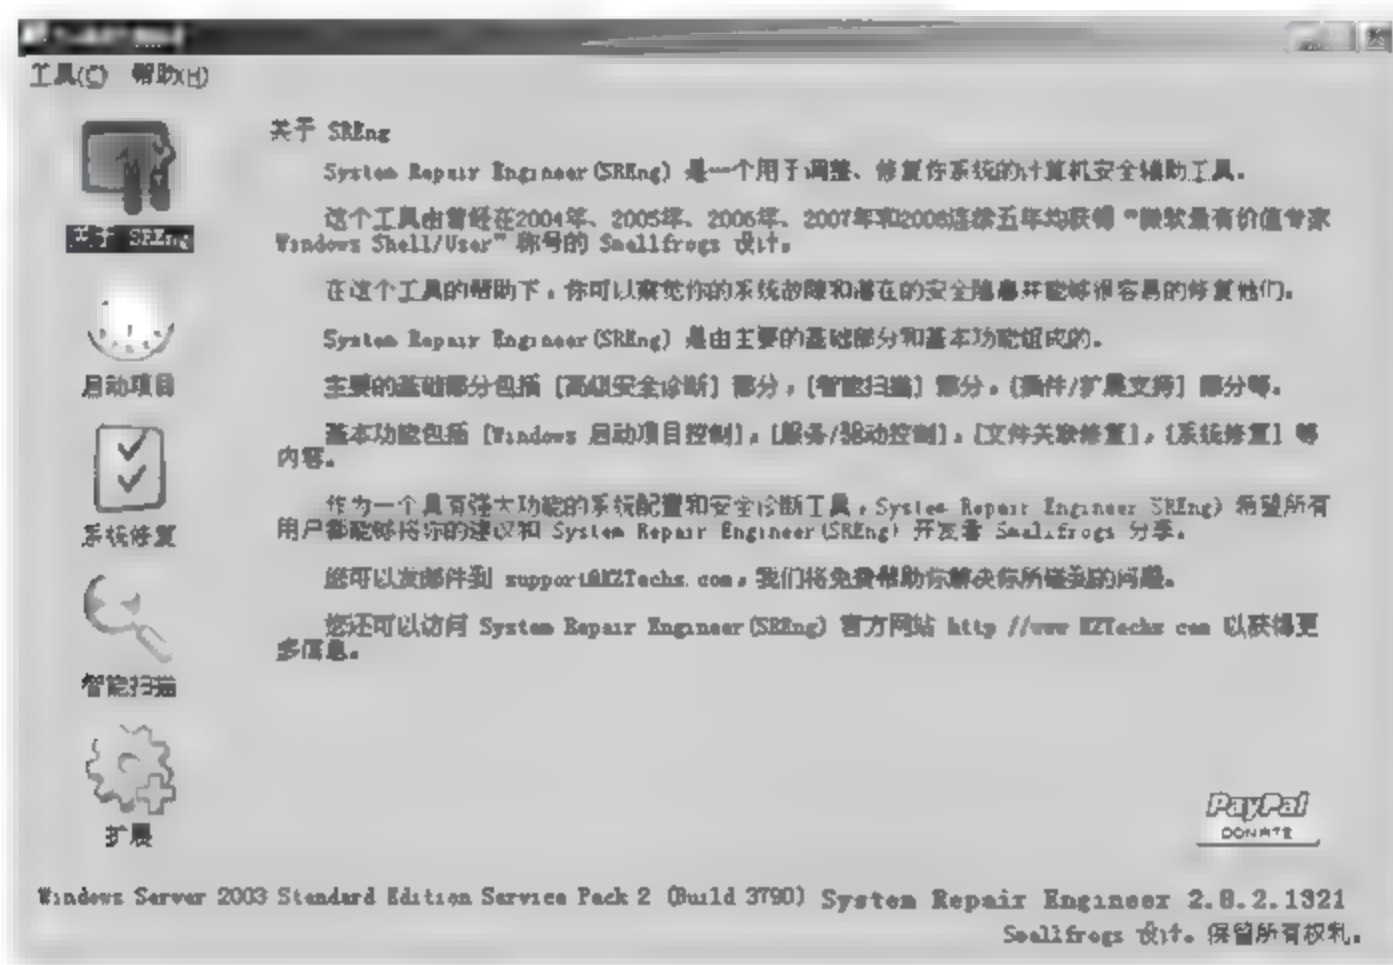 工具(C) 帮助(H)
关于 SREng
启动项目
系统修复
智能扫描
扩展
关于 SREng
System Repair Engineer(SREng) 是一个用于调整、修复你系统的计算机安全辅助工具。
这个工具由曾经在2004年、2005年、2006年、2007年和2008连续五年均获得“微软最有价值专家
Windows Shell/User”称号的 Smallfrogs 设计。
在这个工具的帮助下，你可以察觉你的系统故障和潜在的安全隐患并能够很容易的修复他们。
System Repair Engineer(SREng) 是由主要的基础部分和基本功能组成的。
主要的基础部分包括 [高级安全诊断] 部分，[智能扫描] 部分，[插件/扩展支持] 部分等。
基本功能包括 [Windows 启动项目控制]，[服务/驱动控制]，[文件关联修复]，[系统修复] 等
内容。
作为一个具有强大功能的系统配置和安全诊断工具，System Repair Engineer SREng) 希望所有
用户都能够将你的建议和 System Repair Engineer(SREng) 开发者 Smallfrogs 分享。
您可以发邮件到 support@KZTechs.com，我们将免费帮助你解决你所碰到的问题。
您还可以访问 System Repair Engineer(SREng) 官方网站 http //www KZTechs com 以获得更
多信息。
PayPal
DONATE
Windows Server 2003 Standard Edition Service Pack 2 (Build 3790)
System Repair Engineer 2.8.2.1321
Smallfrogs 设计。保留所有权利。